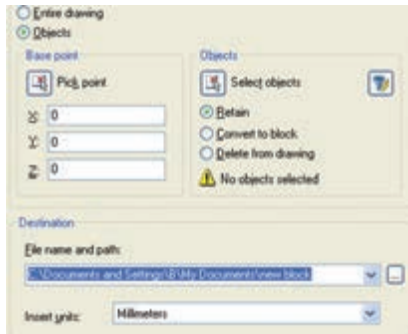 Entire drawing
Objects
Base point
Pick point
X: 0
Y: 0
Z: 0
Objects
Select objects
Retain
Convert to block
Delete from drawing
No objects selected
Destination
File name and path:
C:\Documents and Settings\B\My Documents\new block
...
Insert units: Millimeters